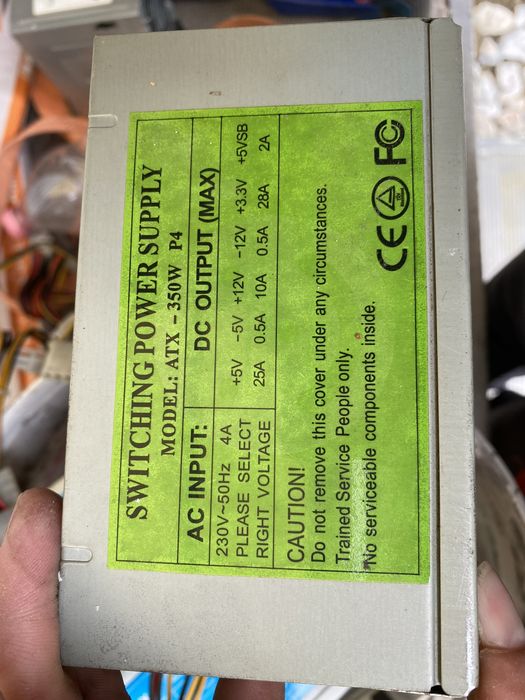 SWITCHING POWER SUPPLY
MODEL: ATX - 350W P4
AC INPUT:
230V~50Hz 4A
PLEASE SELECT
RIGHT VOLTAGE
DC OUTPUT (MAX)
+5V -5V +12V -12V +3.3V +5VSB
25A 0.5A 10A 0.5A 28A 2A
CAUTION!
Do not remove this cover under any circumstances.
Trained Service People only.
No serviceable components inside.
CE FC